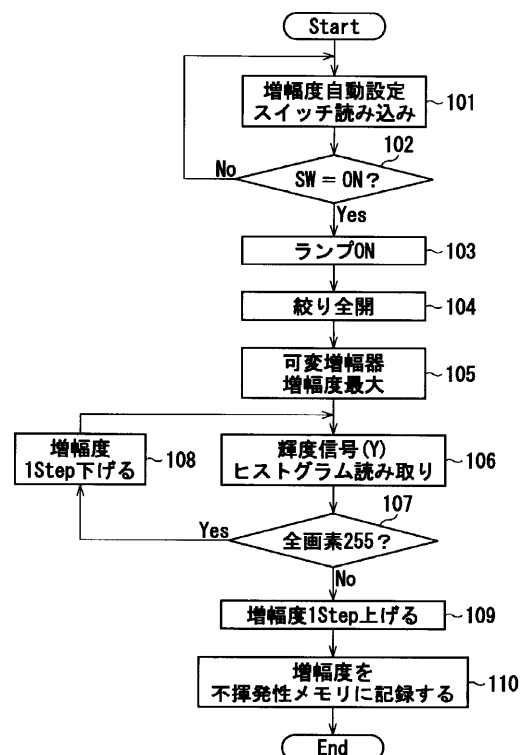 Start
増幅度自動設定
スイッチ読み込み
101
102
SW = ON?
No
Yes
ランプON
103
絞り全開
104
可変増幅器
増幅度最大
105
増幅度
1Step下げる
108
輝度信号(Y)
ヒストグラム読み取り
106
107
全画素255?
Yes
No
増幅度1Step上げる
109
増幅度を
不揮発性メモリに記録する
110
End